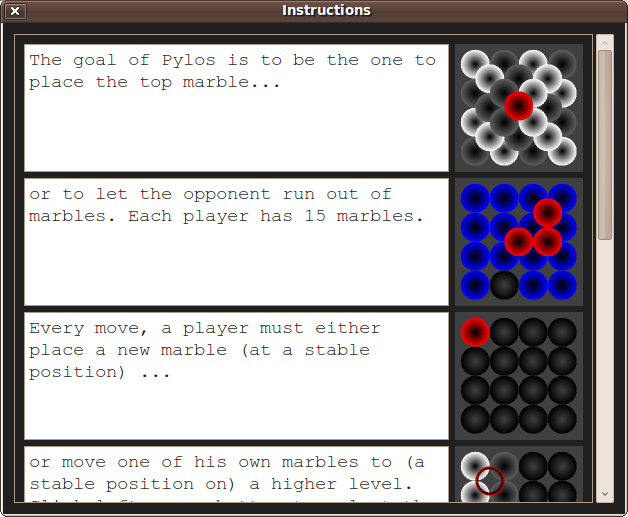 Instructions
The goal of Pylos is to be the one to
place the top marble...
or to let the opponent run out of
marbles. Each player has 15 marbles.
Every move, a player must either
place a new marble (at a stable
position) ...
or move one of his own marbles to (a
stable position on) a higher level.